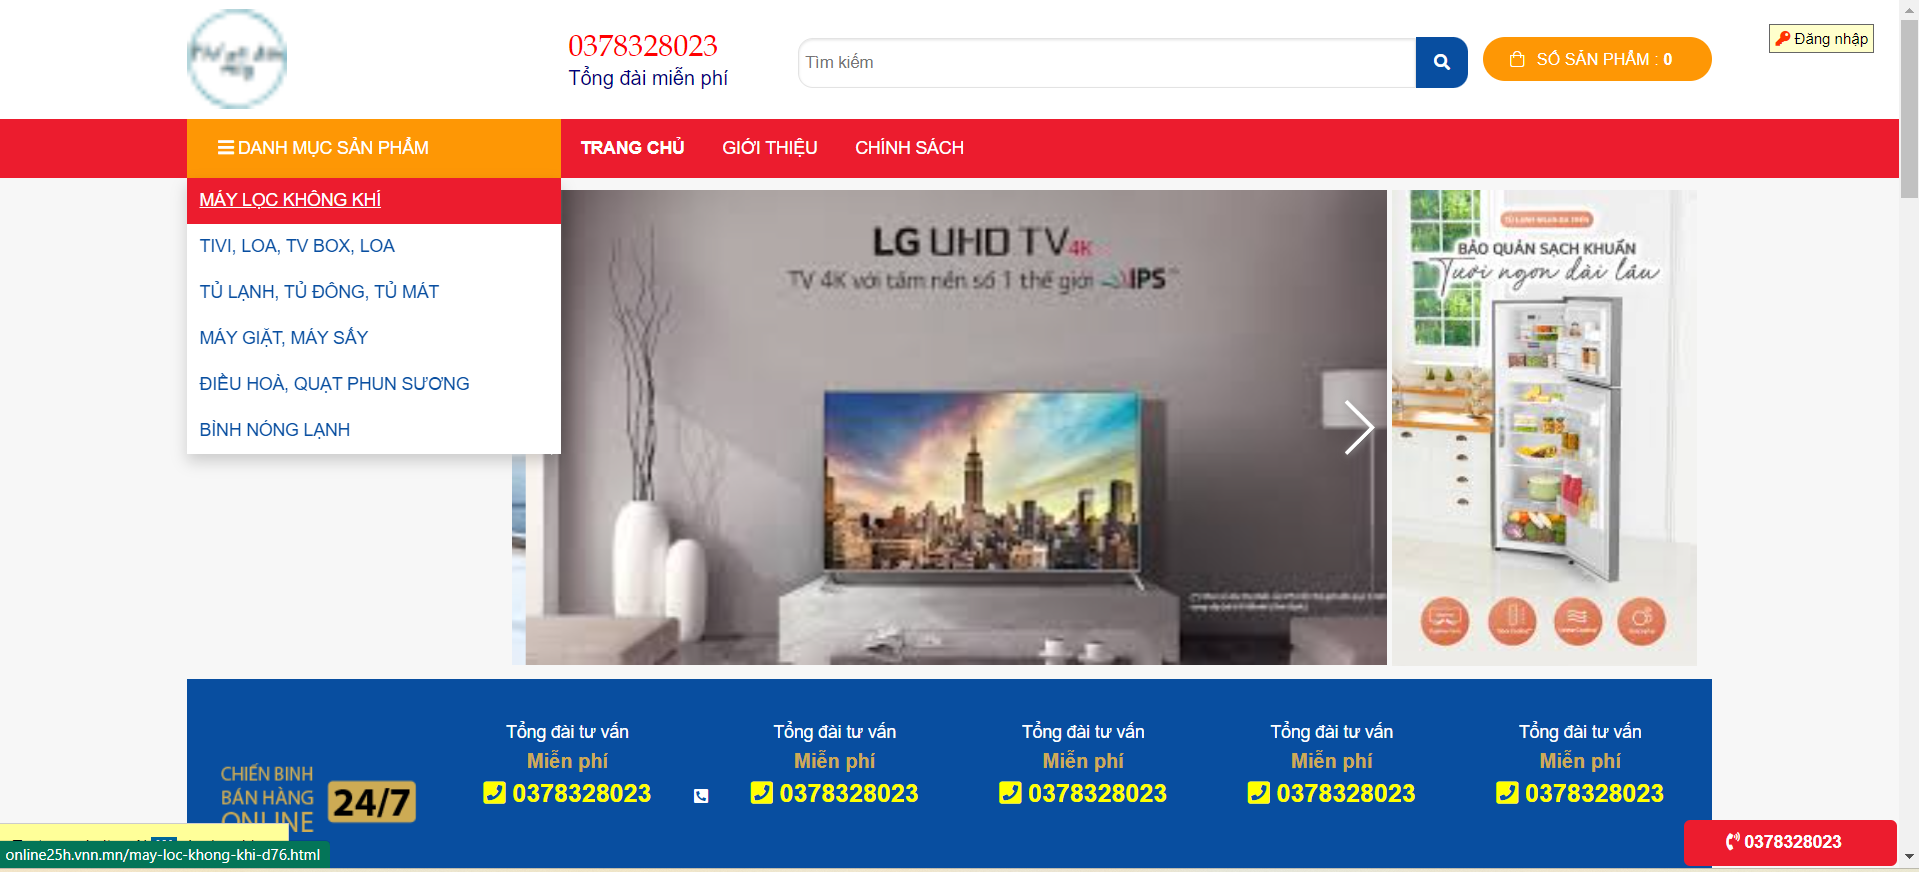 0378328023
Tổng đài miễn phí
Tìm kiếm
SỐ SẢN PHẨM : 0
Đăng nhập
DANH MỤC SẢN PHẨM
TRANG CHỦ
GIỚI THIỆU
CHÍNH SÁCH
MÁY LỌC KHÔNG KHÍ
TIVI, LOA, TV BOX, LOA
TỦ LẠNH, TỦ ĐÔNG, TỦ MÁT
MÁY GIẶT, MÁY SẤY
ĐIỀU HOÀ, QUẠT PHUN SƯƠNG
BÌNH NÓNG LẠNH
LG UHD TV 4K
TV 4K với tấm nền số 1 thế giới IPS
BẢO QUẢN SẠCH KHUẨN
Tươi ngon dài lâu
CHIẾN BINH
BÁN HÀNG
ONLINE
24/7
Tổng đài tư vấn
Miễn phí
0378328023
Tổng đài tư vấn
Miễn phí
0378328023
Tổng đài tư vấn
Miễn phí
0378328023
Tổng đài tư vấn
Miễn phí
0378328023
Tổng đài tư vấn
Miễn phí
0378328023
0378328023
online25h.vnn.mn/may-loc-khong-khi-d76.html